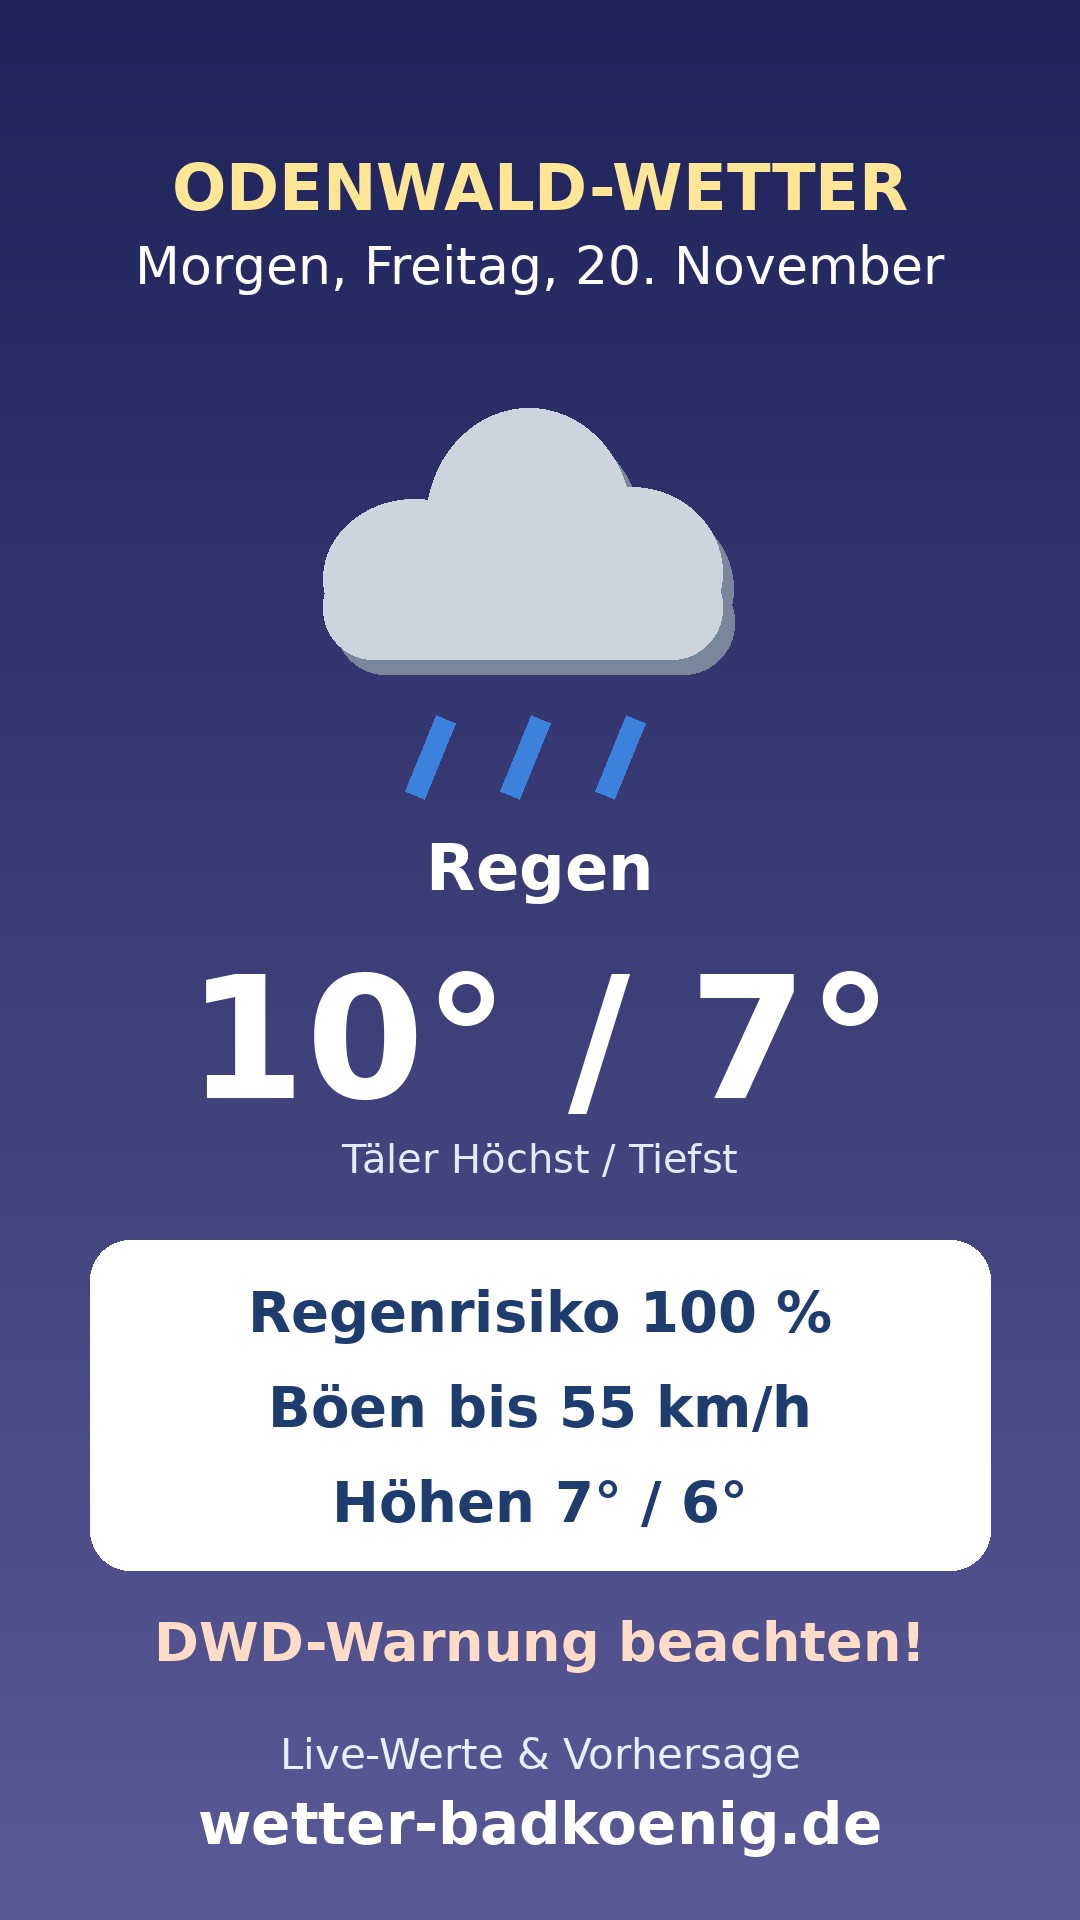 ODENWALD-WETTER
Morgen, Freitag, 20. November
Regen
10° / 7°
Täler Höchst / Tiefst
Regenrisiko 100 %
Böen bis 55 km/h
Höhen 7° / 6°
DWD-Warnung beachten!
Live-Werte & Vorhersage
wetter-badkoenig.de